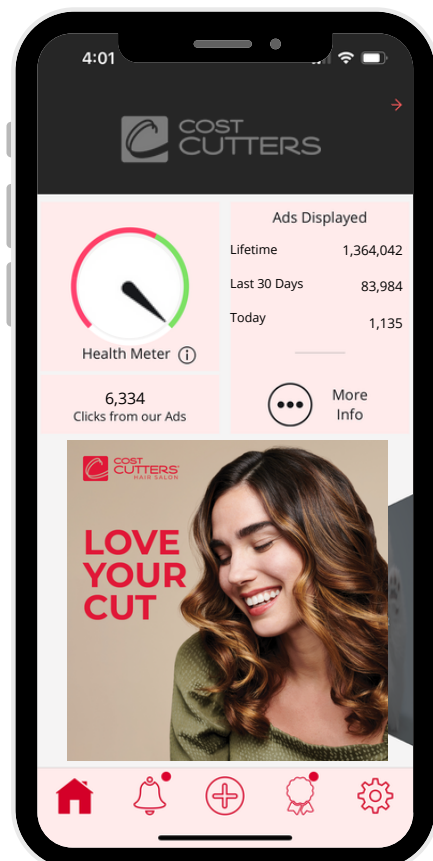 4:01
COST
CUTTERS
Health Meter
6,334
Clicks from our Ads
Ads Displayed
Lifetime 1,364,042
Last 30 Days 83,984
Today 1,135
More
Info
COST
CUTTERS
HAIR SALON
LOVE
YOUR
CUT